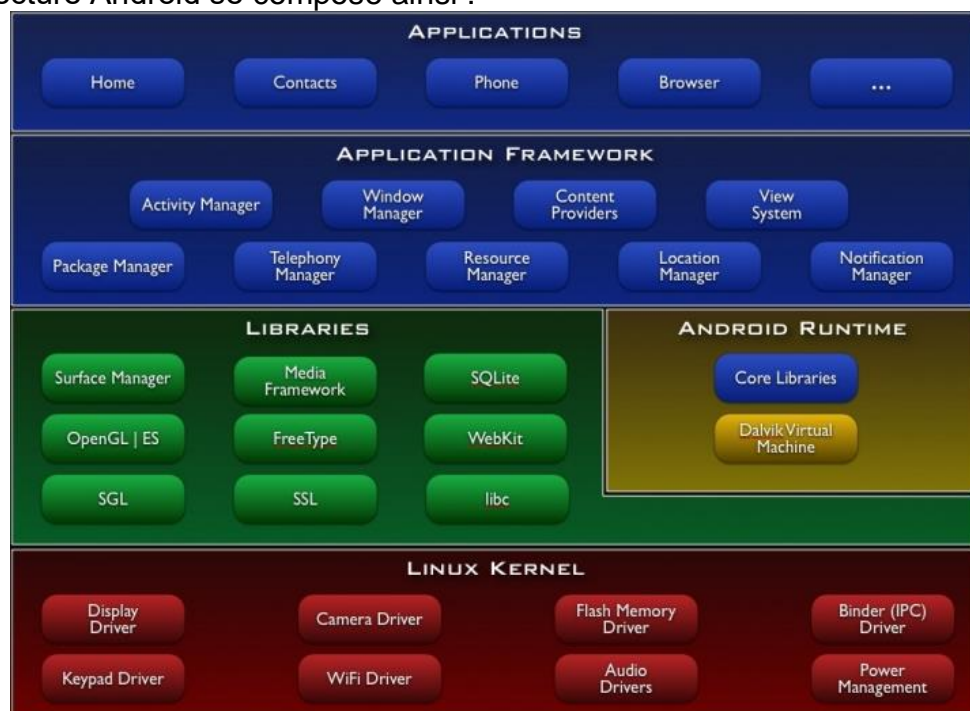 ecture Android se compose ainsi :
APPLICATIONS
Home
Contacts
Phone
Browser
...
APPLICATION FRAMEWORK
Activity Manager
Window
Manager
Content
Providers
View
System
Package Manager
Telephony
Manager
Resource
Manager
Location
Manager
Notification
Manager
LIBRARIES
Surface Manager
Media
Framework
SQLite
OpenGL | ES
FreeType
WebKit
SGL
SSL
libc
ANDROID RUNTIME
Core Libraries
Dalvik Virtual
Machine
LINUX KERNEL
Display
Driver
Camera Driver
Flash Memory
Driver
Binder (IPC)
Driver
Keypad Driver
WiFi Driver
Audio
Drivers
Power
Management